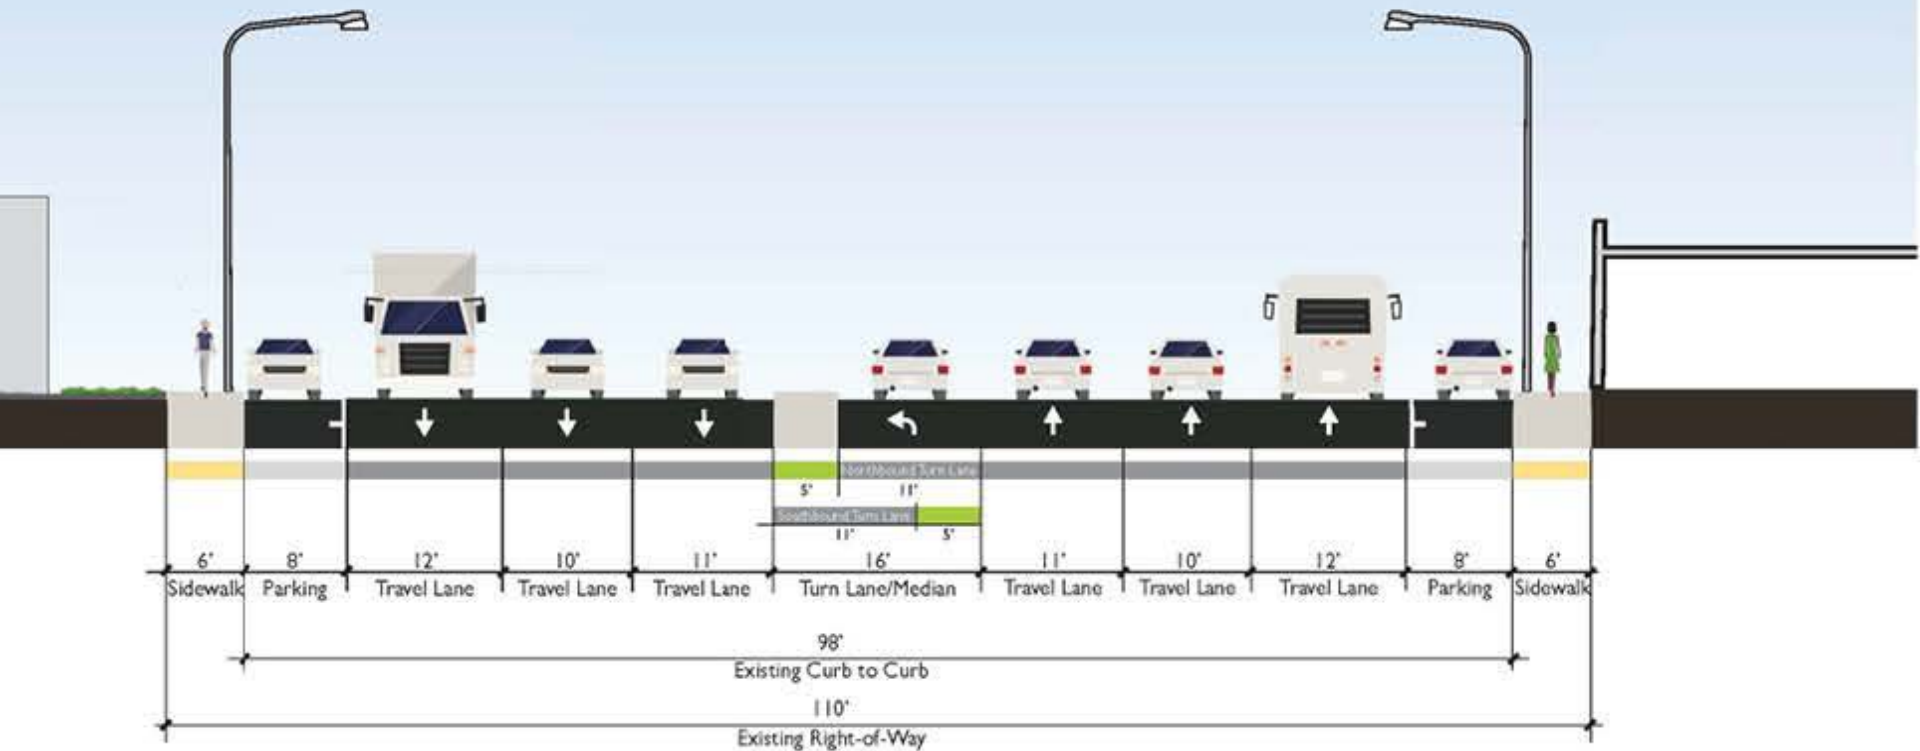 Northbound Turn Lane
5' 11'
Southbound Turn Lane
11' 5'
6' 8' 12' 10' 11' 16' 11' 10' 12' 8' 6'
Sidewalk Parking Travel Lane Travel Lane Travel Lane Turn Lane/Median Travel Lane Travel Lane Travel Lane Parking Sidewalk
98'
Existing Curb to Curb
110'
Existing Right-of-Way